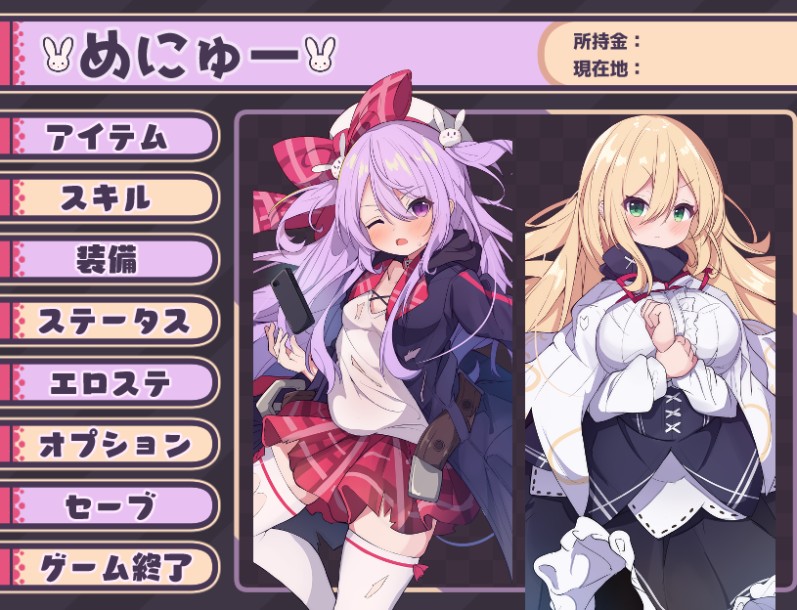 めにゅー
所持金：
現在地：
アイテム
スキル
装備
ステータス
エロステ
オプション
セーブ
ゲーム終了